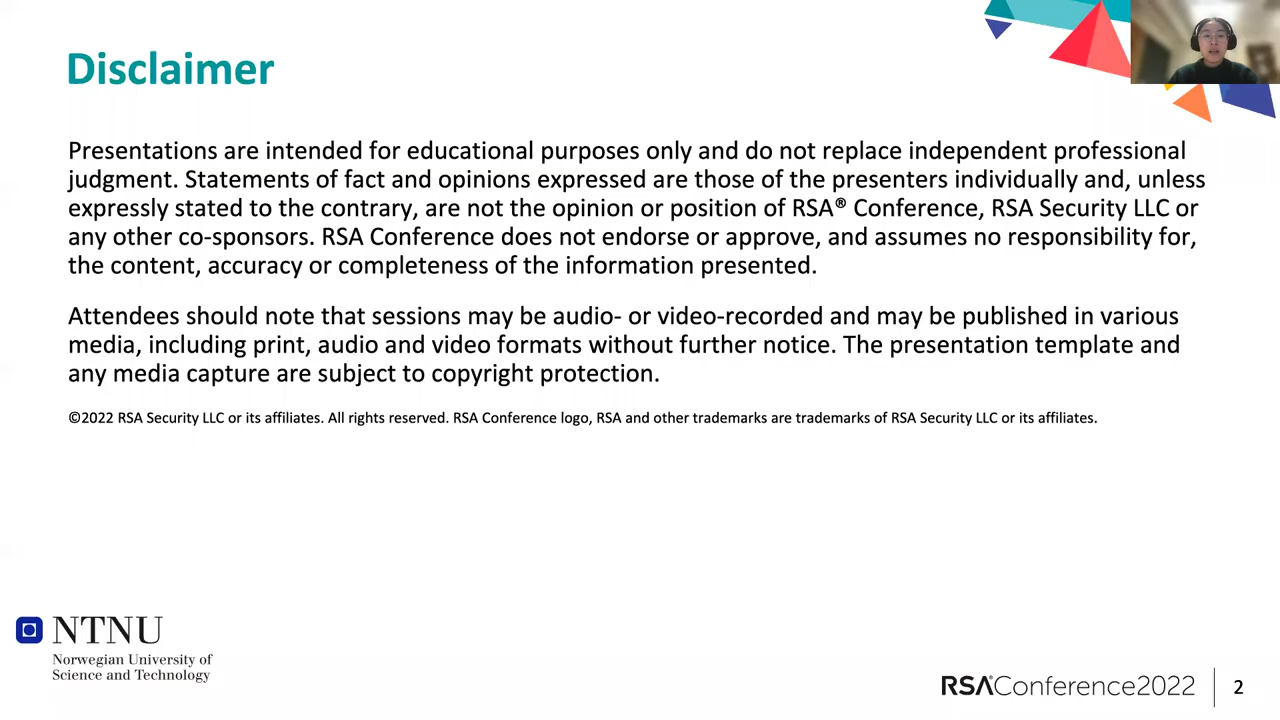 Disclaimer
Presentations are intended for educational purposes only and do not replace independent professional
judgment. Statements of fact and opinions expressed are those of the presenters individually and, unless
expressly stated to the contrary, are not the opinion or position of RSA® Conference, RSA Security LLC or
any other co-sponsors. RSA Conference does not endorse or approve, and assumes no responsibility for,
the content, accuracy or completeness of the information presented.
Attendees should note that sessions may be audio- or video-recorded and may be published in various
media, including print, audio and video formats without further notice. The presentation template and
any media capture are subject to copyright protection.
©2022 RSA Security LLC or its affiliates. All rights reserved. RSA Conference logo, RSA and other trademarks are trademarks of RSA Security LLC or its affiliates.
NTNU
Norwegian University of
Science and Technology
RSA®Conference2022
2